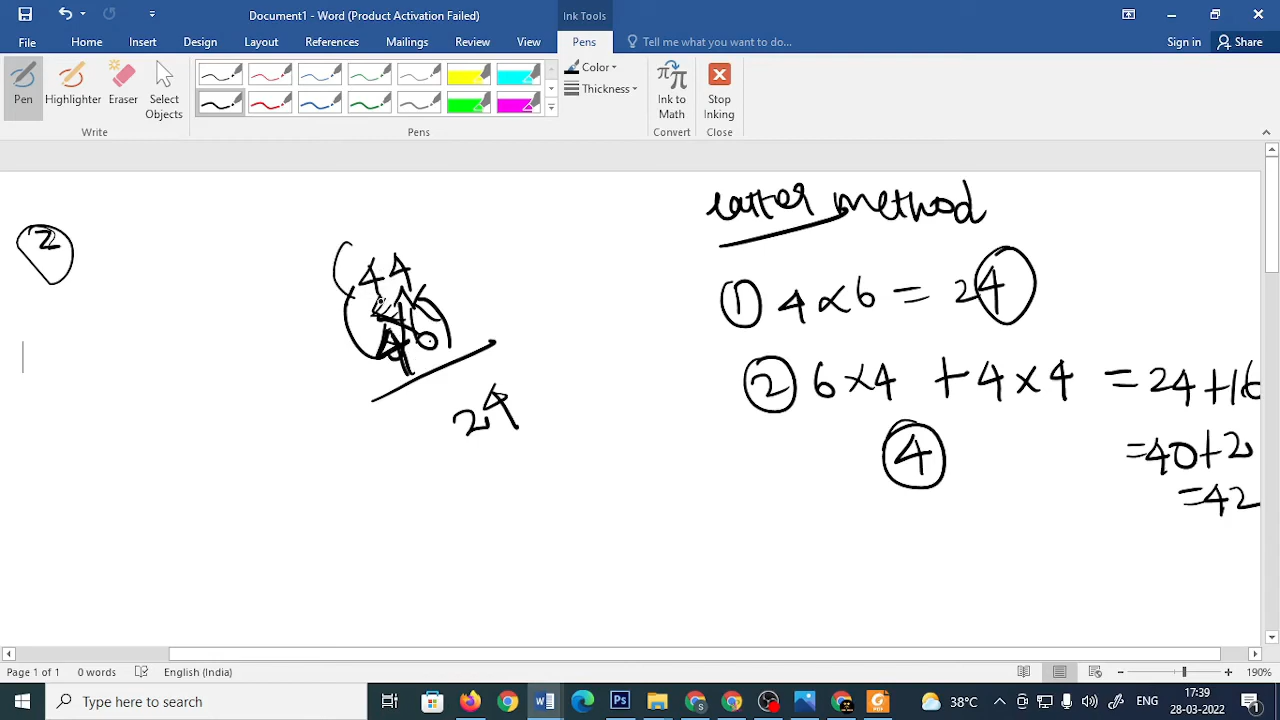 Document1 - Word (Product Activation Failed)
Ink Tools
File
Home
Insert
Design
Layout
References
Mailings
Review
View
Pens
Tell me what you want to do...
Sign in
Share
Pen
Highlighter
Eraser
Select Objects
Color
Thickness
Ink to Math
Stop Inking
Write
Pens
Convert
Close
method
2
44
① 4 × 6 = 24
② 6 × 4 + 4 × 4 = 24 + 16
24
4
= 40 + 2
= 42
Page 1 of 1
0 words
English (India)
190%
Type here to search
38°C
ENG
17:39
28-03-2022